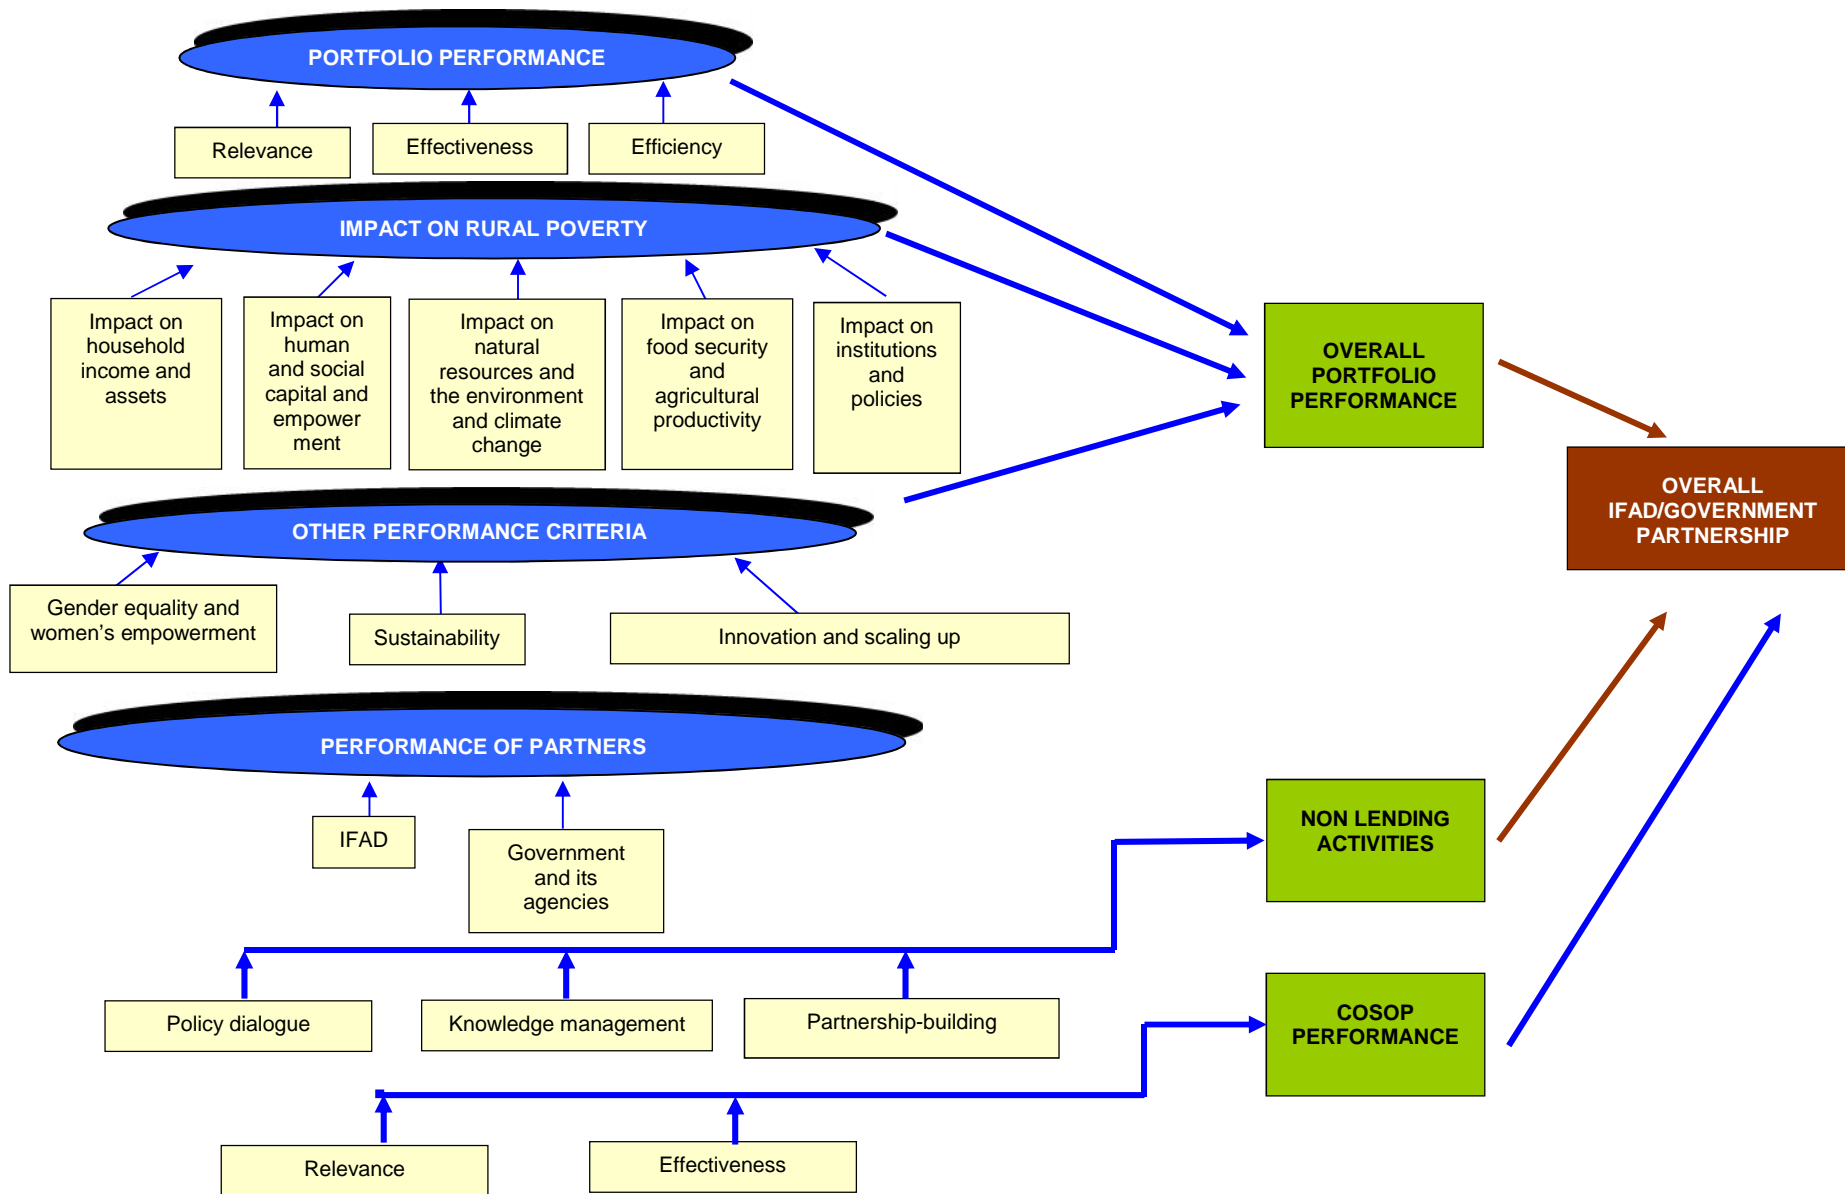 PORTFOLIO PERFORMANCE
Relevance
Effectiveness
Efficiency
IMPACT ON RURAL POVERTY
Impact on
household
income and
assets
Impact on
human
and social
capital and
empower
ment
Impact on
natural
resources and
the environment
and climate
change
Impact on
food security
and
agricultural
productivity
Impact on
institutions
and
policies
OTHER PERFORMANCE CRITERIA
Gender equality and
women's empowerment
Sustainability
Innovation and scaling up
PERFORMANCE OF PARTNERS
IFAD
Government
and its
agencies
Policy dialogue
Knowledge management
Partnership-building
Relevance
Effectiveness
OVERALL
PORTFOLIO
PERFORMANCE
NON LENDING
ACTIVITIES
COSOP
PERFORMANCE
OVERALL
IFAD/GOVERNMENT
PARTNERSHIP